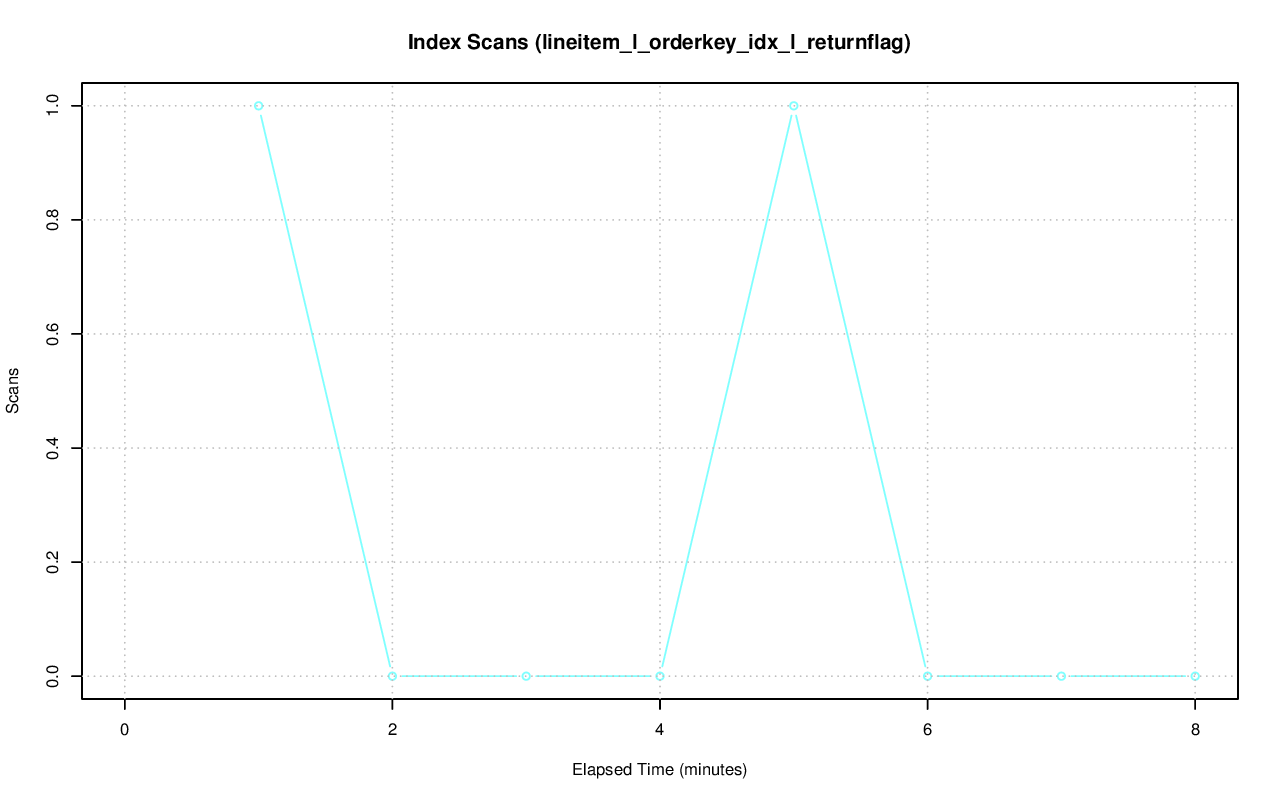 Index Scans (lineitem_l_orderkey_idx_l_returnflag)
1.0
0.8
0.6
0.4
0.2
0.0
Scans
0 2 4 6 8
Elapsed Time (minutes)